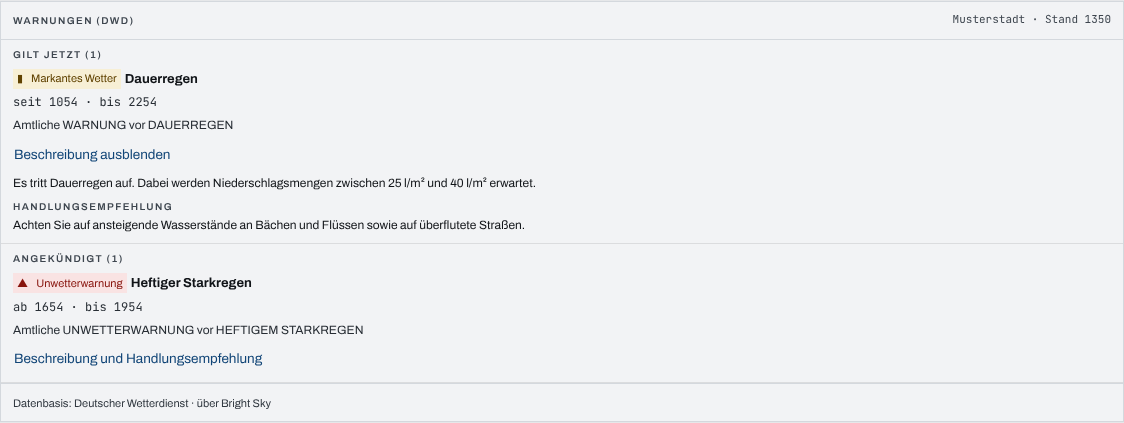 WARNUNGEN (DWD)
Musterstadt · Stand 1350
GILT JETZT (1)
Markantes Wetter Dauerregen
seit 1054 · bis 2254
Amtliche WARNUNG vor DAUERREGEN
Beschreibung ausblenden
Es tritt Dauerregen auf. Dabei werden Niederschlagsmengen zwischen 25 l/m² und 40 l/m² erwartet.
HANDLUNGSEMPFEHLUNG
Achten Sie auf ansteigende Wasserstände an Bächen und Flüssen sowie auf überflutete Straßen.
ANGEKÜNDIGT (1)
Unwetterwarnung Heftiger Starkregen
ab 1654 · bis 1954
Amtliche UNWETTERWARNUNG vor HEFTIGEM STARKREGEN
Beschreibung und Handlungsempfehlung
Datenbasis: Deutscher Wetterdienst · über Bright Sky